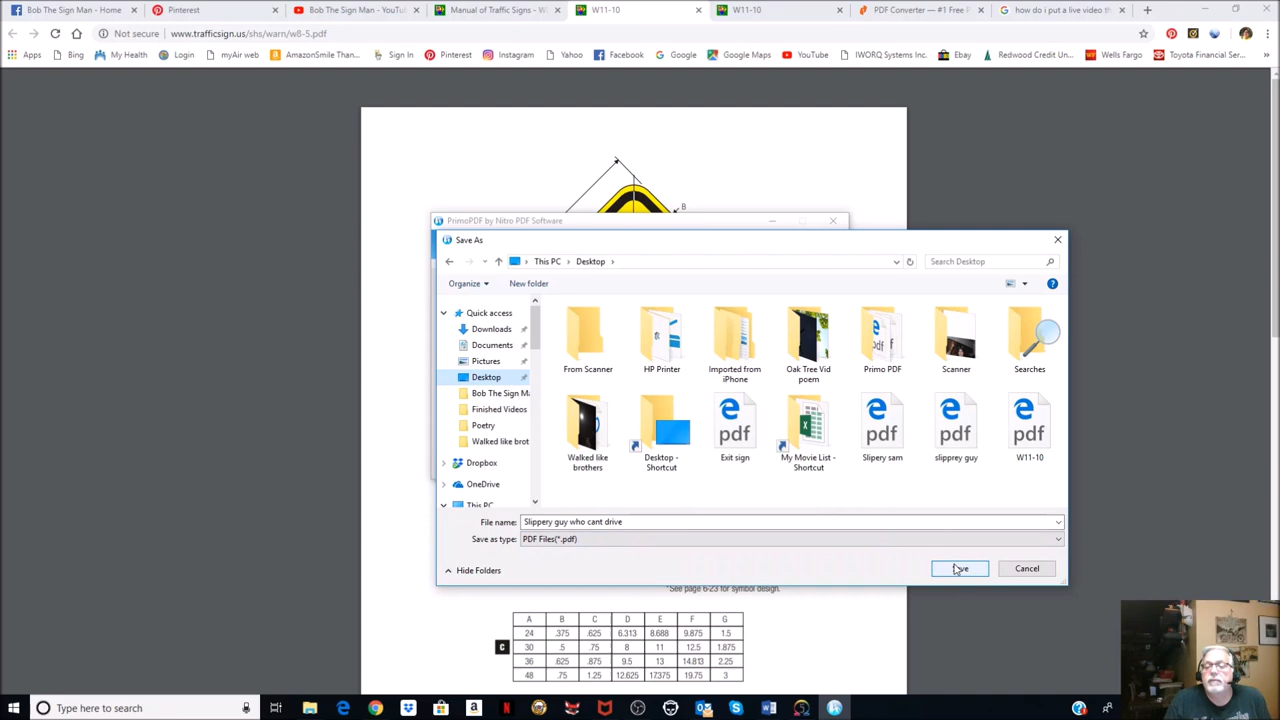 Bob The Sign Man - Home
Pinterest
Bob The Sign Man - YouTu
Manual of Traffic Signs - W
W11-10
W11-10
PDF Converter — #1 Free P
how do i put a live video th
Not secure | www.trafficsign.us/shs/warn/w8-5.pdf
Apps
Bing
My Health
Login
myAir web
AmazonSmile Than...
Sign In
Pinterest
Instagram
Yahoo
Facebook
Google
Google Maps
YouTube
IWORQ Systems Inc.
Ebay
Redwood Credit Un...
Wells Fargo
Toyota Financial Serv...
B
PrimoPDF by Nitro PDF Software
Save As
This PC
Desktop
Search Desktop
Organize
New folder
Quick access
Downloads
Documents
Pictures
Desktop
Bob The Sign Ma
Finished Videos
Poetry
Walked like brot
Dropbox
OneDrive
This PC
From Scanner
HP Printer
Imported from iPhone
Oak Tree Vid poem
Primo PDF
Scanner
Searches
Walked like brothers
Desktop - Shortcut
Exit sign
My Movie List - Shortcut
Slipery sam
slipprey guy
W11-10
File name: Slippery guy who cant drive
Save as type: PDF Files(*.pdf)
Hide Folders
Save
Cancel
*See page 6-23 for symbol design.
A B C D E F G
24 .375 .625 6.313 8.688 9.875 1.5
C 30 .5 .75 8 11 12.5 1.875
36 .625 .875 9.5 13 14.813 2.25
48 .75 1.25 12.625 17.375 19.75 3
Type here to search